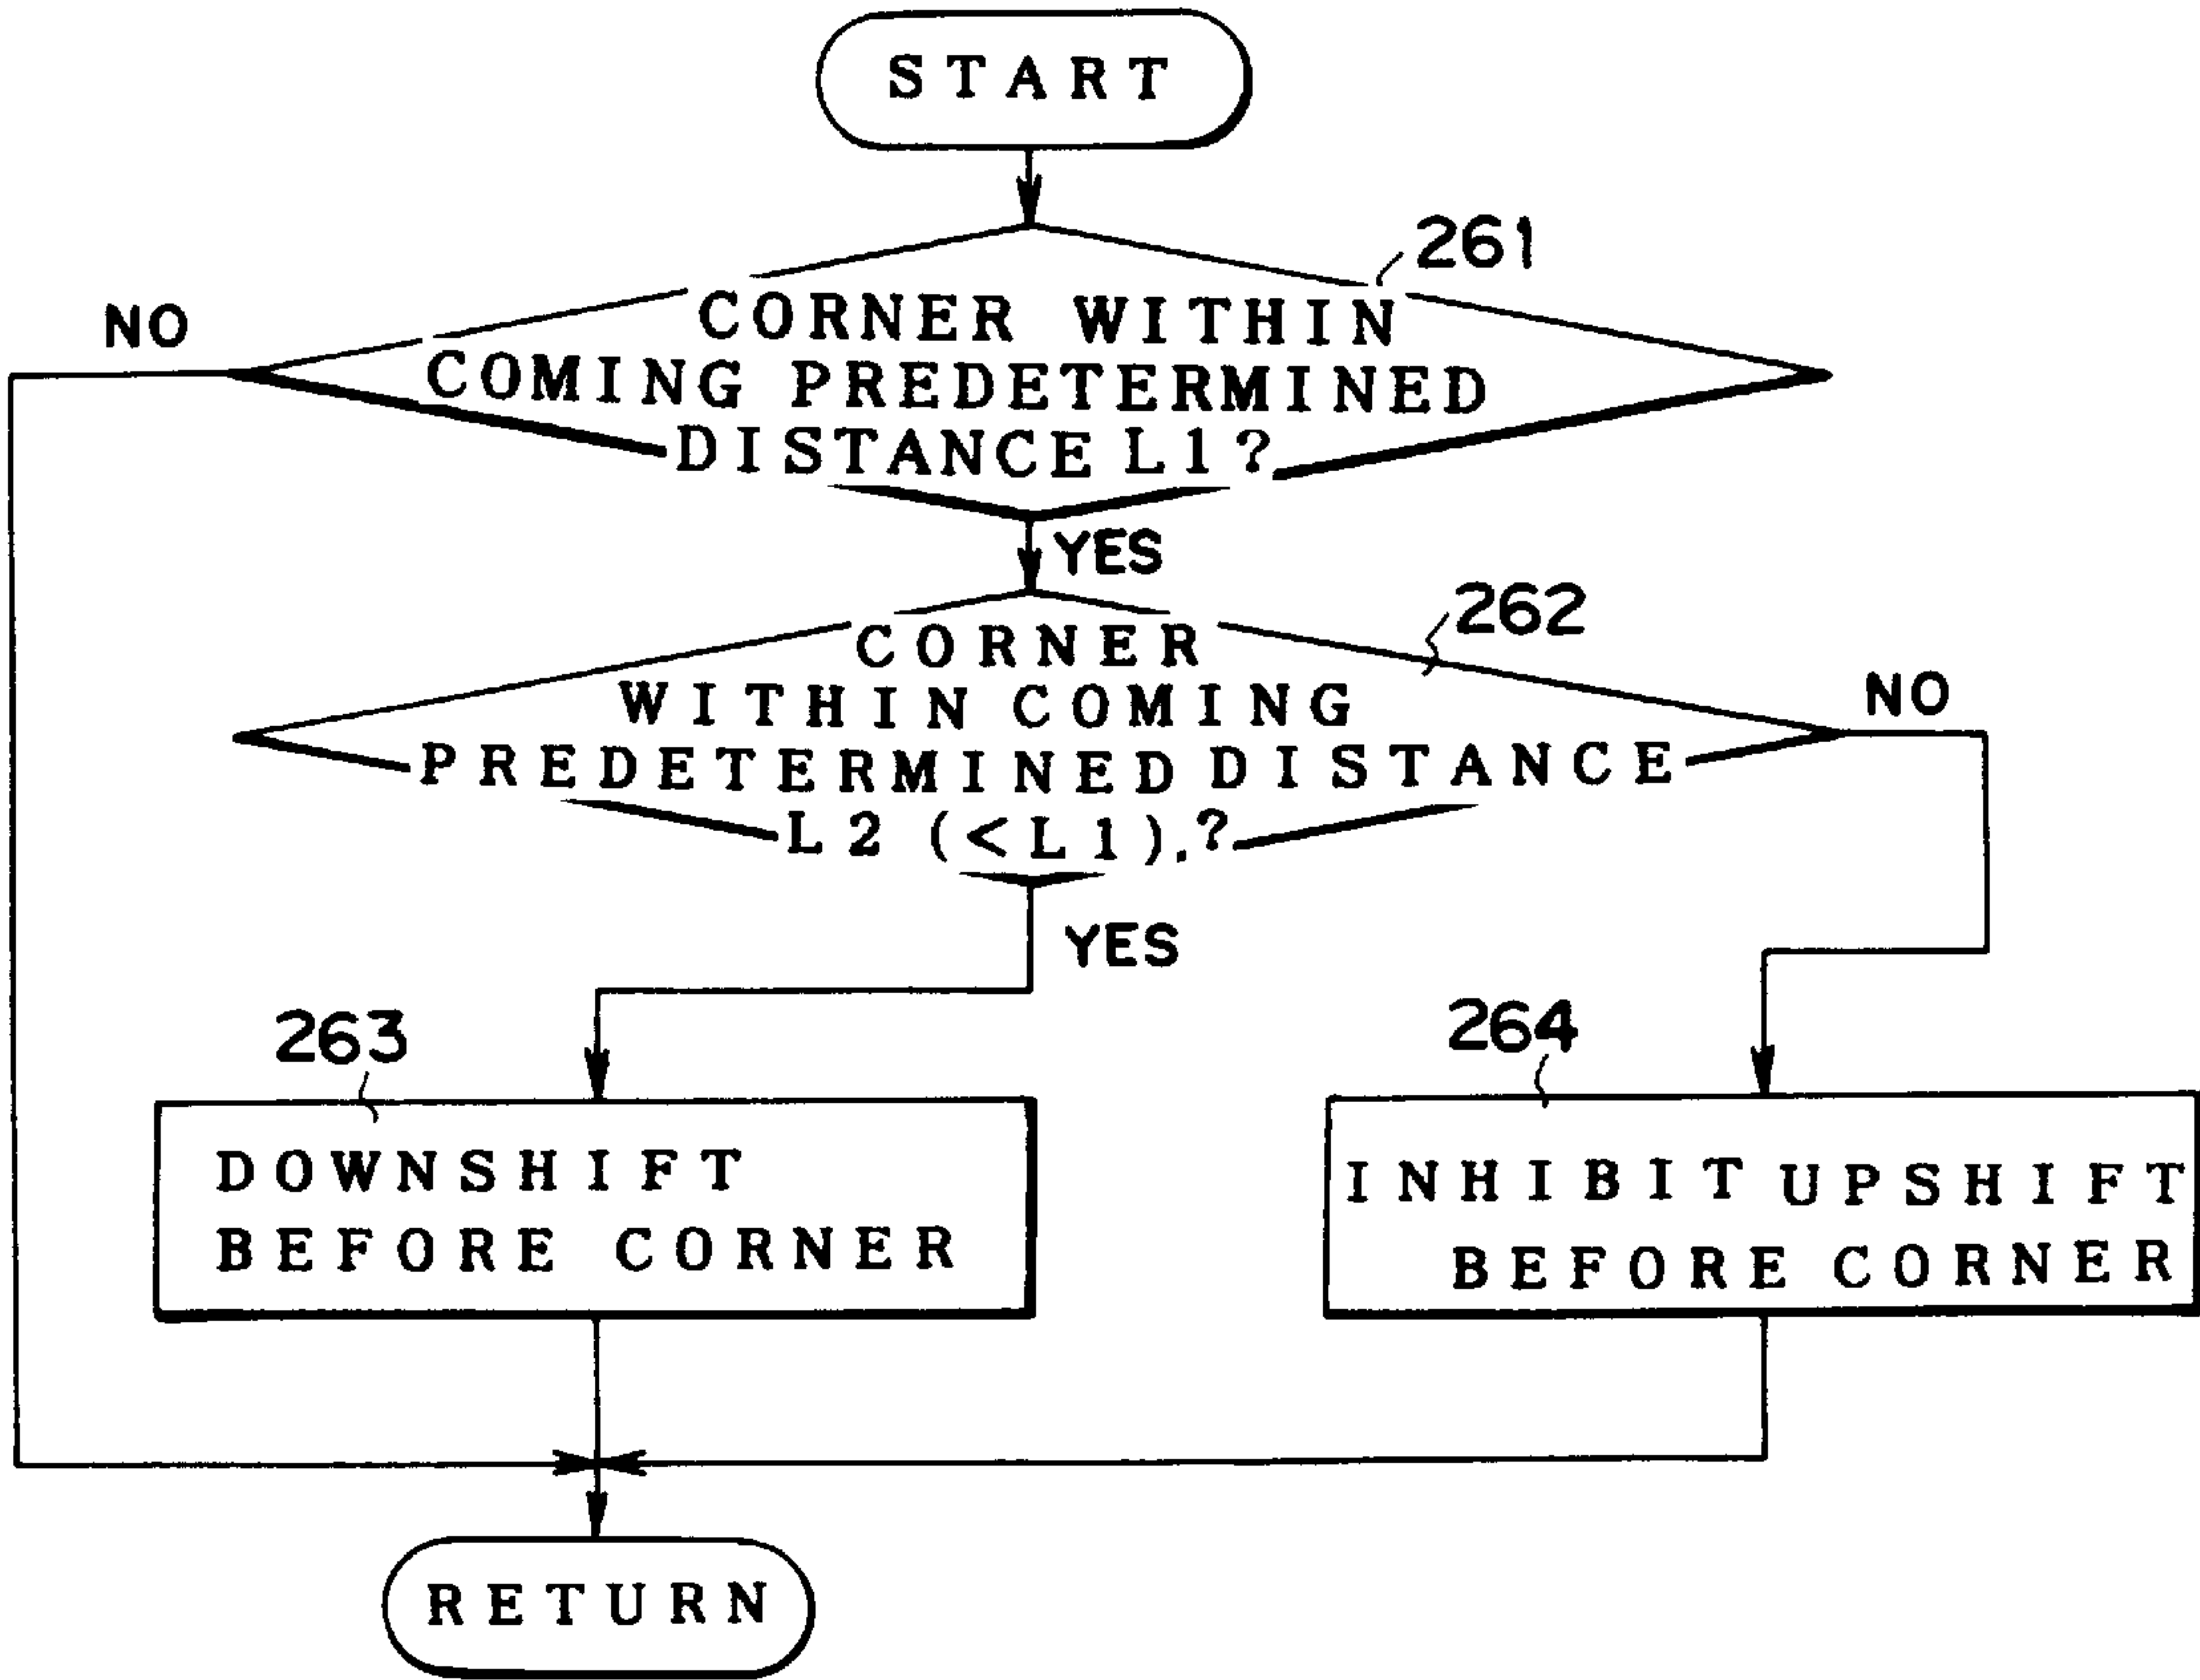 START
261
NO
CORNER WITHIN
COMING PREDETERMINED
DISTANCE L1?
YES
262
CORNER
WITHIN COMING
PREDETERMINED DISTANCE
L2 (<L1).?
NO
YES
263
264
DOWNSHIFT
BEFORE CORNER
INHIBIT UPSHIFT
BEFORE CORNER
RETURN